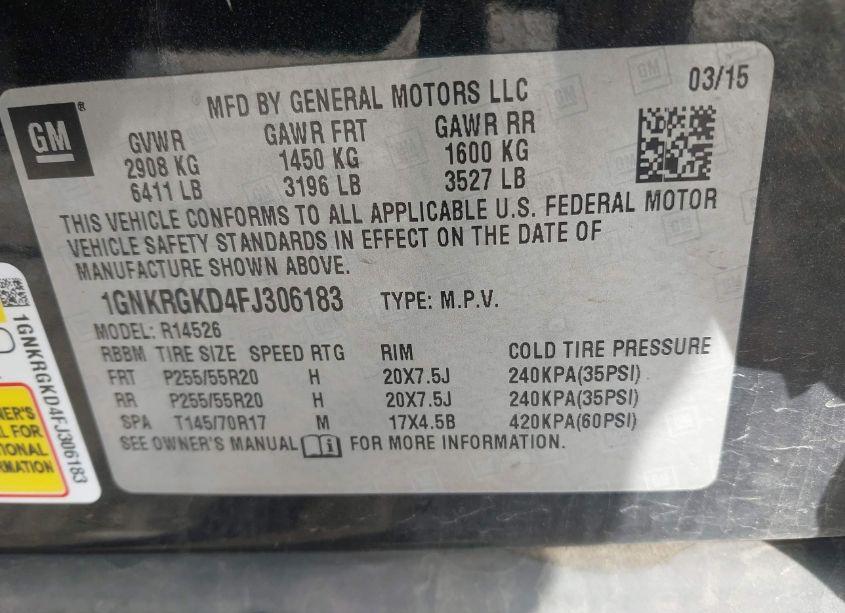 GM ®
MFD BY GENERAL MOTORS LLC
03/15
GVWR GAWR FRT GAWR RR
2908 KG 1450 KG 1600 KG
6411 LB 3196 LB 3527 LB
THIS VEHICLE CONFORMS TO ALL APPLICABLE U.S. FEDERAL MOTOR
VEHICLE SAFETY STANDARDS IN EFFECT ON THE DATE OF
MANUFACTURE SHOWN ABOVE.
1GNKRGKD4FJ306183 TYPE: M.P.V.
MODEL: R14526
RBBM TIRE SIZE SPEED RTG RIM COLD TIRE PRESSURE
FRT P255/55R20 H 20X7.5J 240KPA(35PSI)
RR P255/55R20 H 20X7.5J 240KPA(35PSI)
SPA T145/70R17 M 17X4.5B 420KPA(60PSI)
SEE OWNER'S MANUAL FOR MORE INFORMATION.
1GNKRGKD4FJ306183
FOR